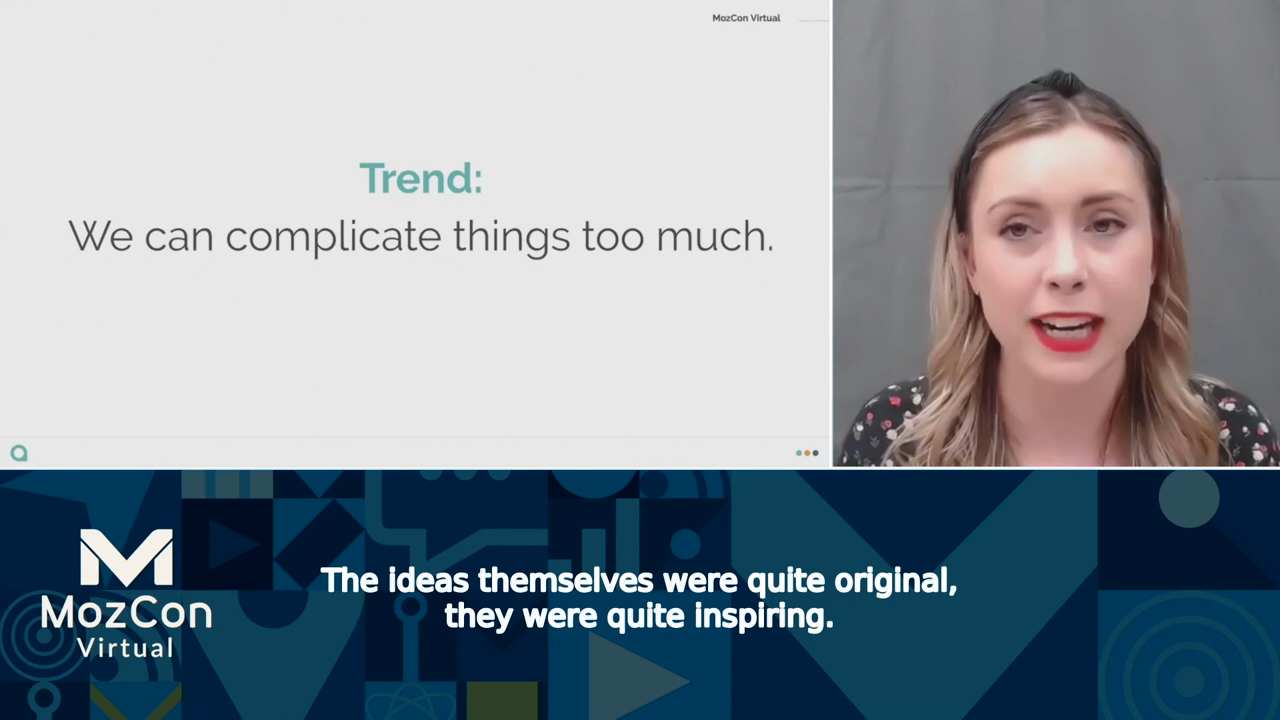 MozCon Virtual
Trend:
We can complicate things too much.
MozCon
Virtual
The ideas themselves were quite original,
they were quite inspiring.